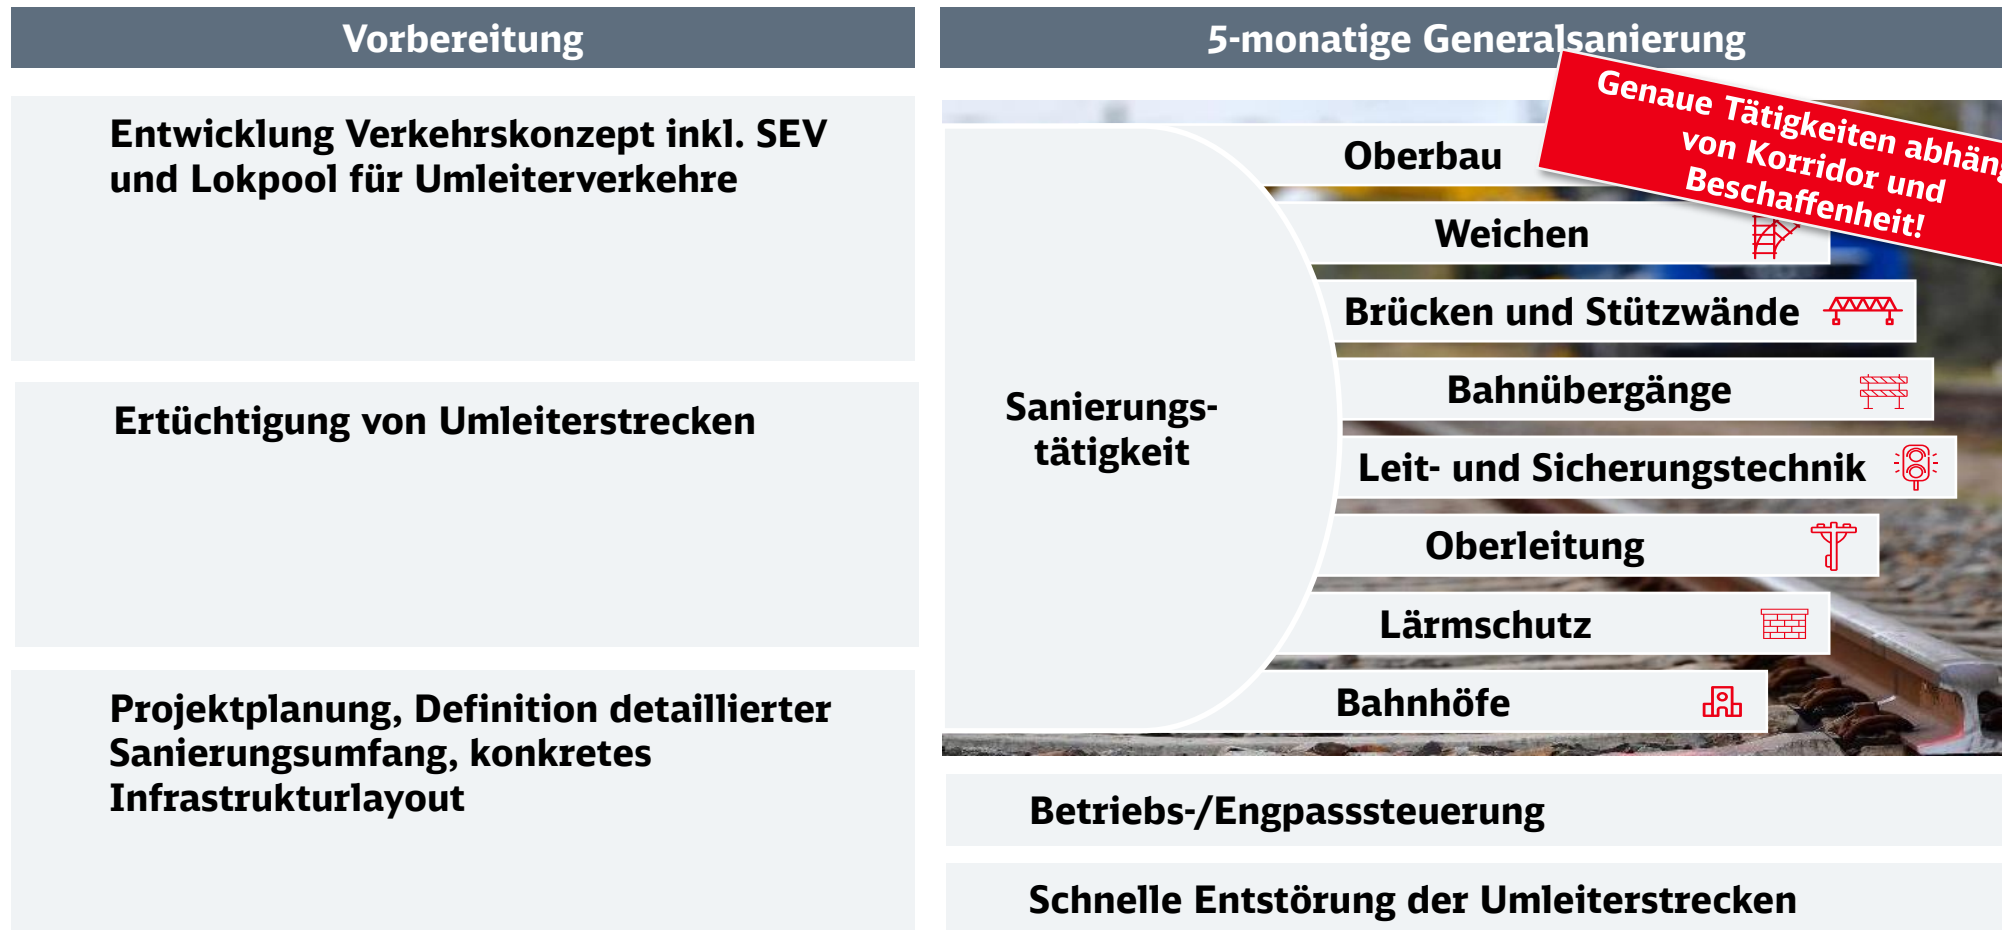 Vorbereitung
Entwicklung Verkehrskonzept inkl. SEV
und Lokpool für Umleiterverkehre
Ertüchtigung von Umleiterstrecken
Projektplanung, Definition detaillierter
Sanierungsumfang, konkretes
Infrastrukturlayout
5-monatige Generalsanierung
Genaue Tätigkeiten
von Korridor und
Beschaffenheit!
Sanierungs-
tätigkeit
Oberbau
Weichen
Brücken und Stützwände
Bahnübergänge
Leit- und Sicherungstechnik
Oberleitung
Lärmschutz
Bahnhöfe
Betriebs-/Engpasssteuerung
Schnelle Entstörung der Umleiterstrecken